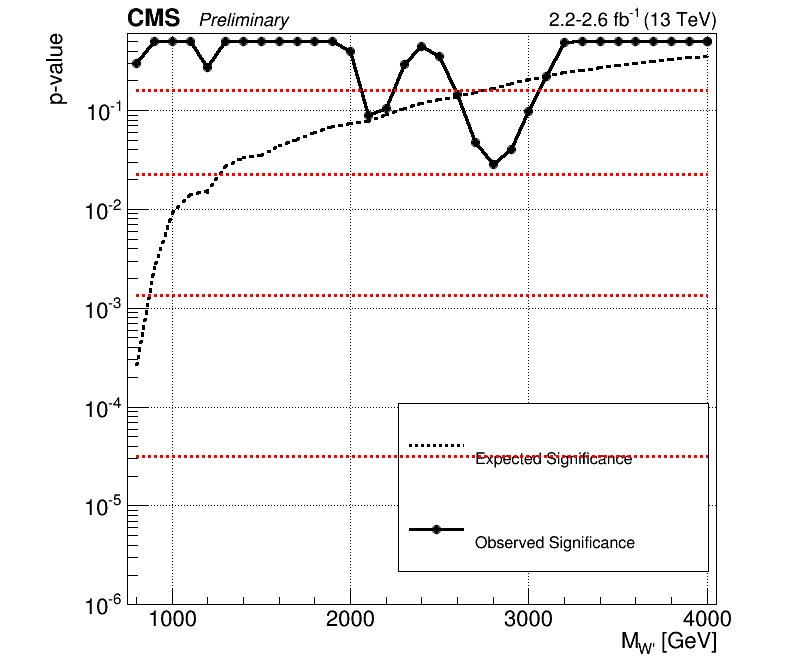 CMS Preliminary 2.2-2.6 fb⁻¹ (13 TeV)
p-value
10⁻¹
10⁻²
10⁻³
10⁻⁴
10⁻⁵
10⁻⁶
Expected Significance
Observed Significance
1000 2000 3000 4000
M_W' [GeV]